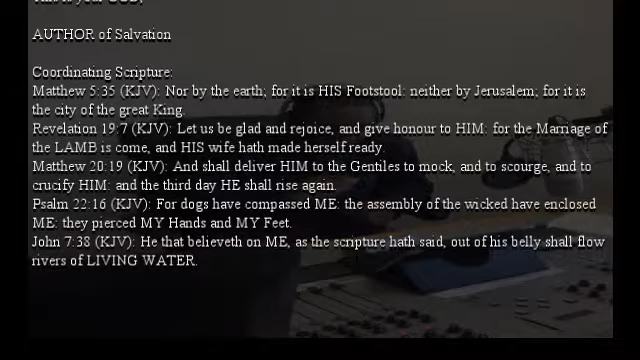 This is your GOD,
AUTHOR of Salvation
Coordinating Scripture:
Matthew 5:35 (KJV): Nor by the earth; for it is HIS Footstool: neither by Jerusalem; for it is
the city of the great King.
Revelation 19:7 (KJV): Let us be glad and rejoice, and give honour to HIM: for the Marriage of
the LAMB is come, and HIS wife hath made herself ready.
Matthew 20:19 (KJV): And shall deliver HIM to the Gentiles to mock, and to scourge, and to
crucify HIM: and the third day HE shall rise again.
Psalm 22:16 (KJV): For dogs have compassed ME: the assembly of the wicked have enclosed
ME: they pierced MY Hands and MY Feet.
John 7:38 (KJV): He that believeth on ME, as the scripture hath said, out of his belly shall flow
rivers of LIVING WATER.